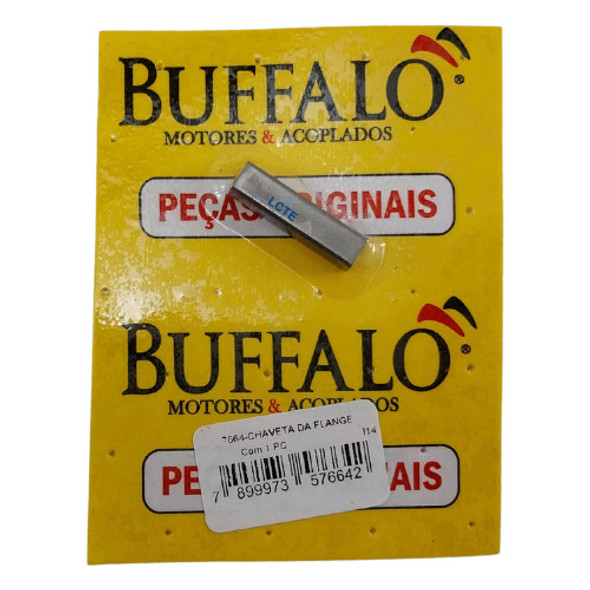 BUFFALO®
MOTORES & ACOPLADOS
LCTE
PEÇAS ORIGINAIS
BUFFALO®
MOTORES & ACOPLADOS
7664-CHAVETA DA FLANGE
Com 1 PC
7 899973 576642
PE AIS